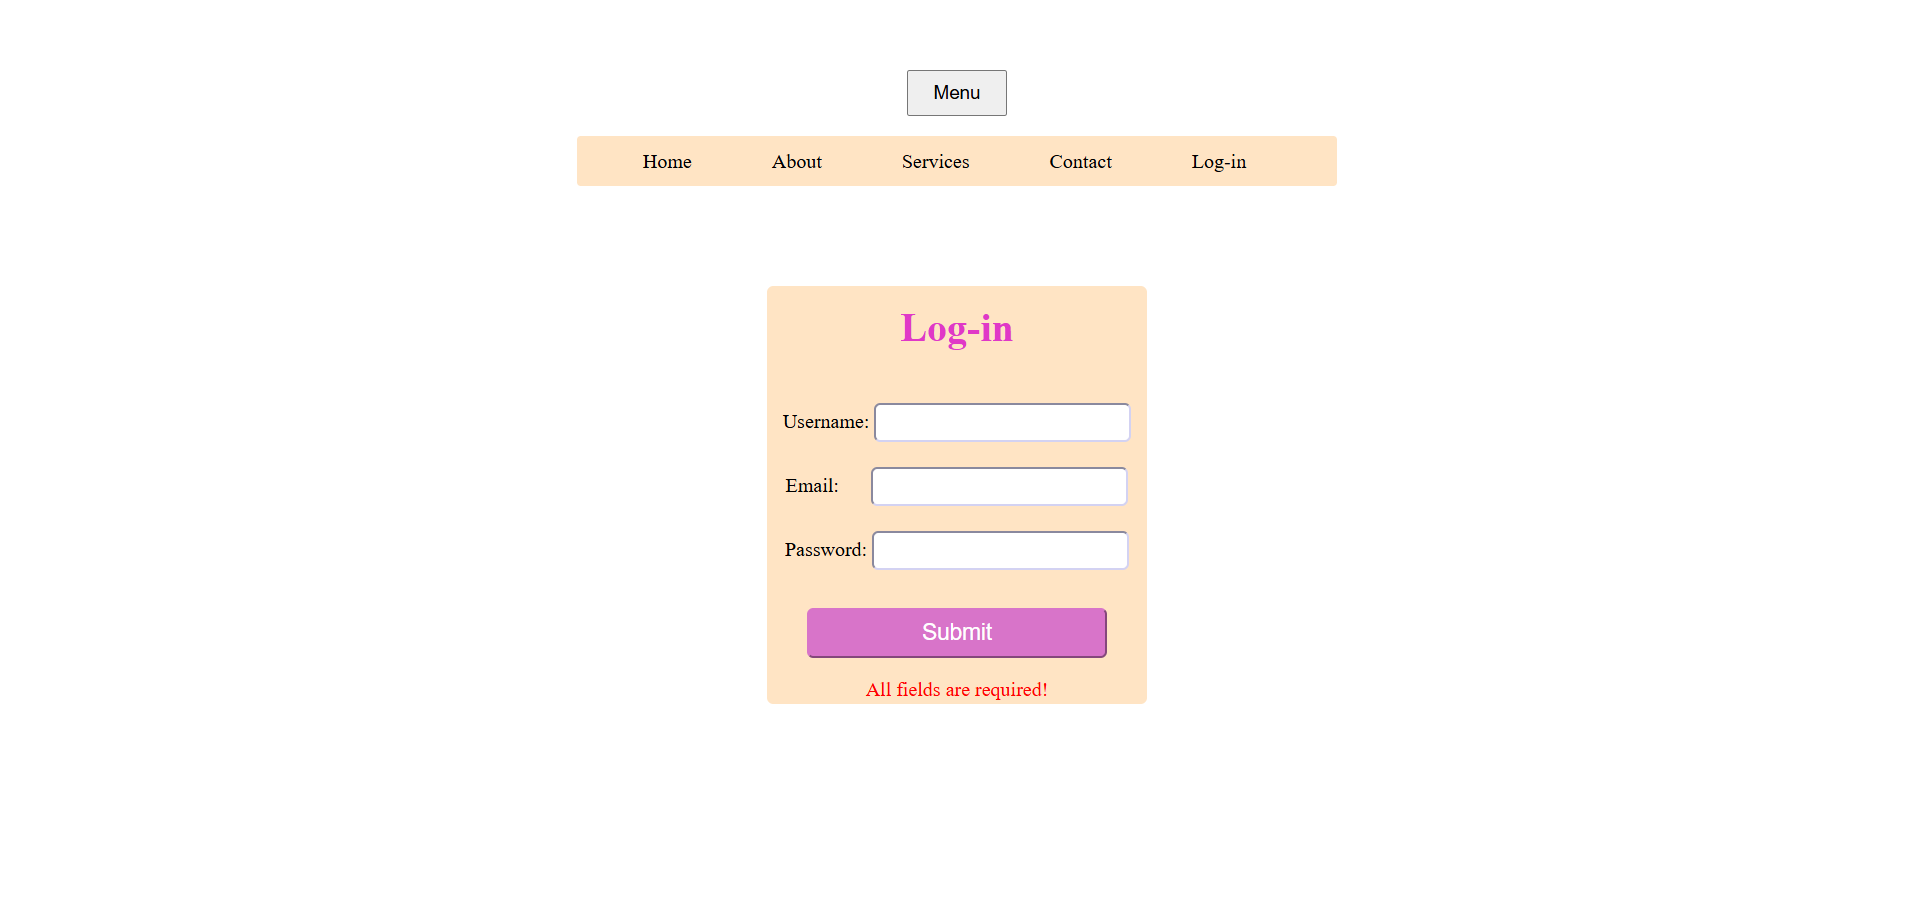 Menu
Home About Services Contact Log-in
Log-in
Username:
Email:
Password:
Submit
All fields are required!